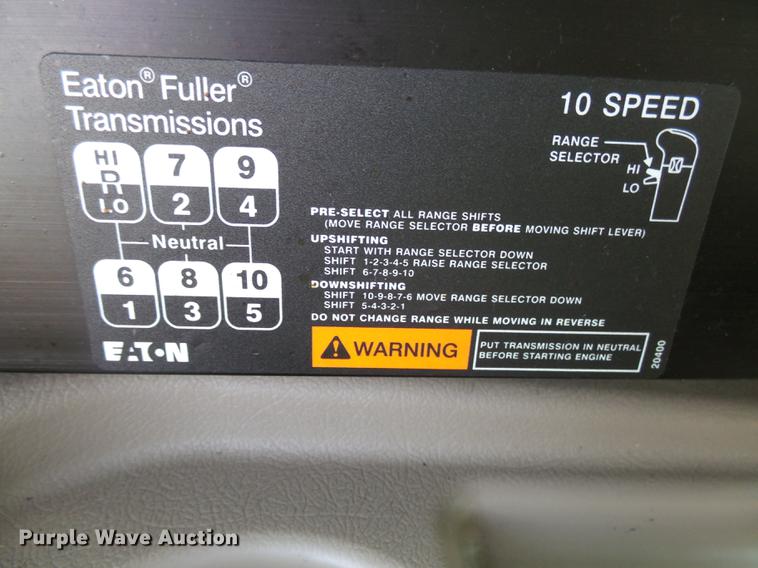 Eaton® Fuller®
Transmissions
10 SPEED
RANGE
SELECTOR
HI
LO
HI 7 9
R
LO 2 4
Neutral
6 8 10
1 3 5
PRE-SELECT ALL RANGE SHIFTS
(MOVE RANGE SELECTOR BEFORE MOVING SHIFT LEVER)
UPSHIFTING
START WITH RANGE SELECTOR DOWN
SHIFT 1-2-3-4-5 RAISE RANGE SELECTOR
SHIFT 6-7-8-9-10
DOWNSHIFTING
SHIFT 10-9-8-7-6 MOVE RANGE SELECTOR DOWN
SHIFT 5-4-3-2-1
DO NOT CHANGE RANGE WHILE MOVING IN REVERSE
WARNING
PUT TRANSMISSION IN NEUTRAL
BEFORE STARTING ENGINE
20400
EATON
Purple Wave Auction